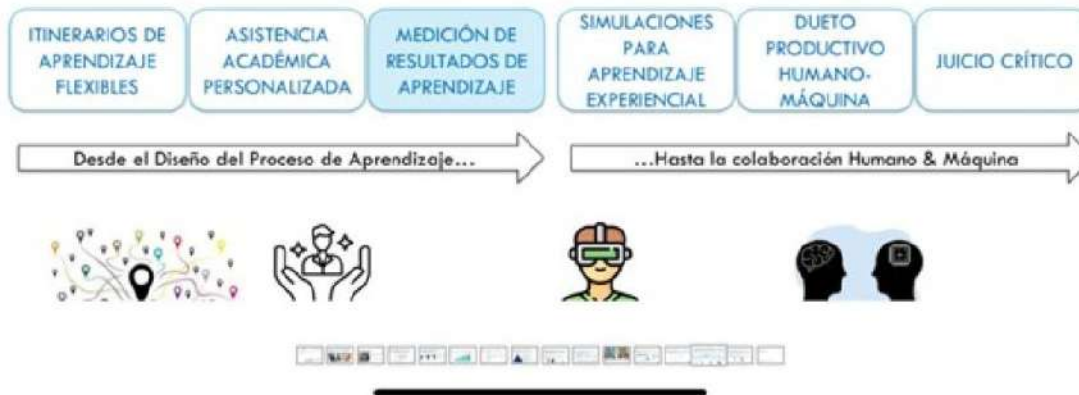 ITINERARIOS DE
APRENDIZAJE
FLEXIBLES
ASISTENCIA
ACADÉMICA
PERSONALIZADA
MEDICIÓN DE
RESULTADOS DE
APRENDIZAJE
SIMULACIONES
PARA
APRENDIZAJE
EXPERIENCIAL
DUETO
PRODUCTIVO
HUMANO-
MÁQUINA
JUICIO CRÍTICO
Desde el Diseño del Proceso de Aprendizaje...
...Hasta la colaboración Humano & Máquina